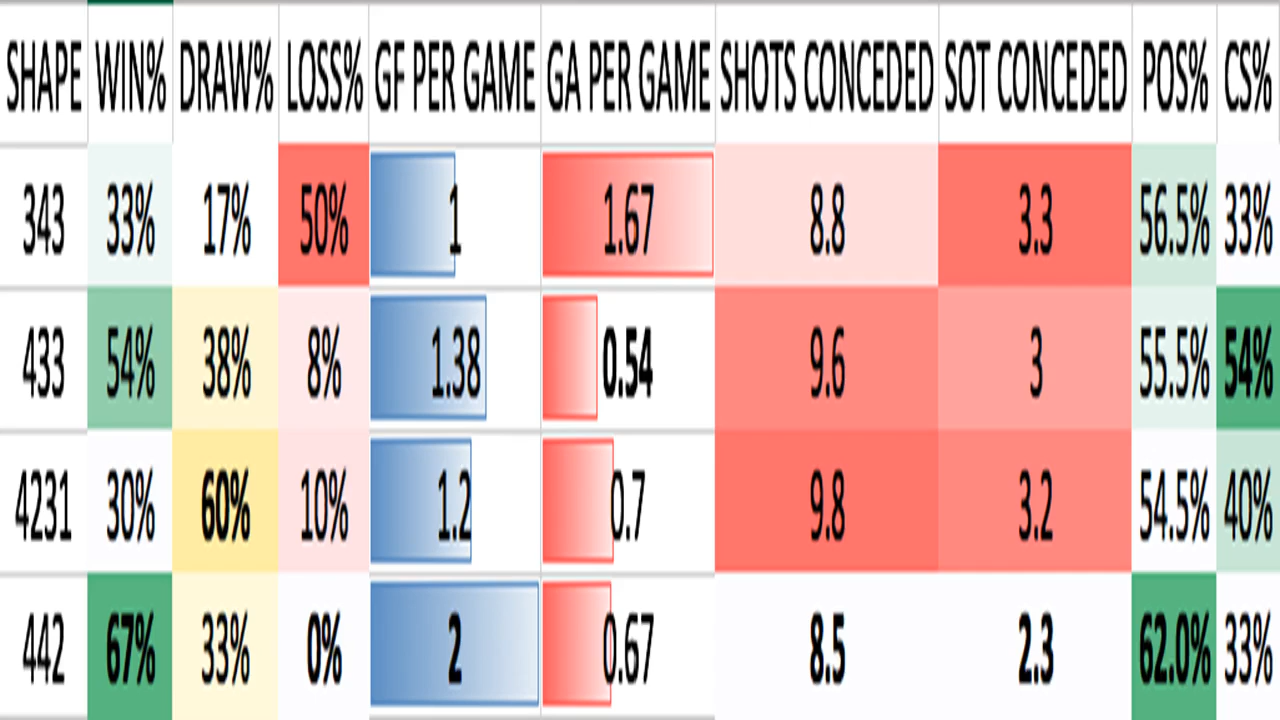 SHAPE WIN% DRAW% LOSS% GF PER GAME GA PER GAME SHOTS CONCEDED SOT CONCEDED POS% CS%
343 33% 17% 50% 1 1.67 8.8 3.3 56.5% 33%
433 54% 38% 8% 1.38 0.54 9.6 3 55.5% 54%
4231 30% 60% 10% 1.2 0.7 9.8 3.2 54.5% 40%
442 67% 33% 0% 2 0.67 8.5 2.3 62.0% 33%